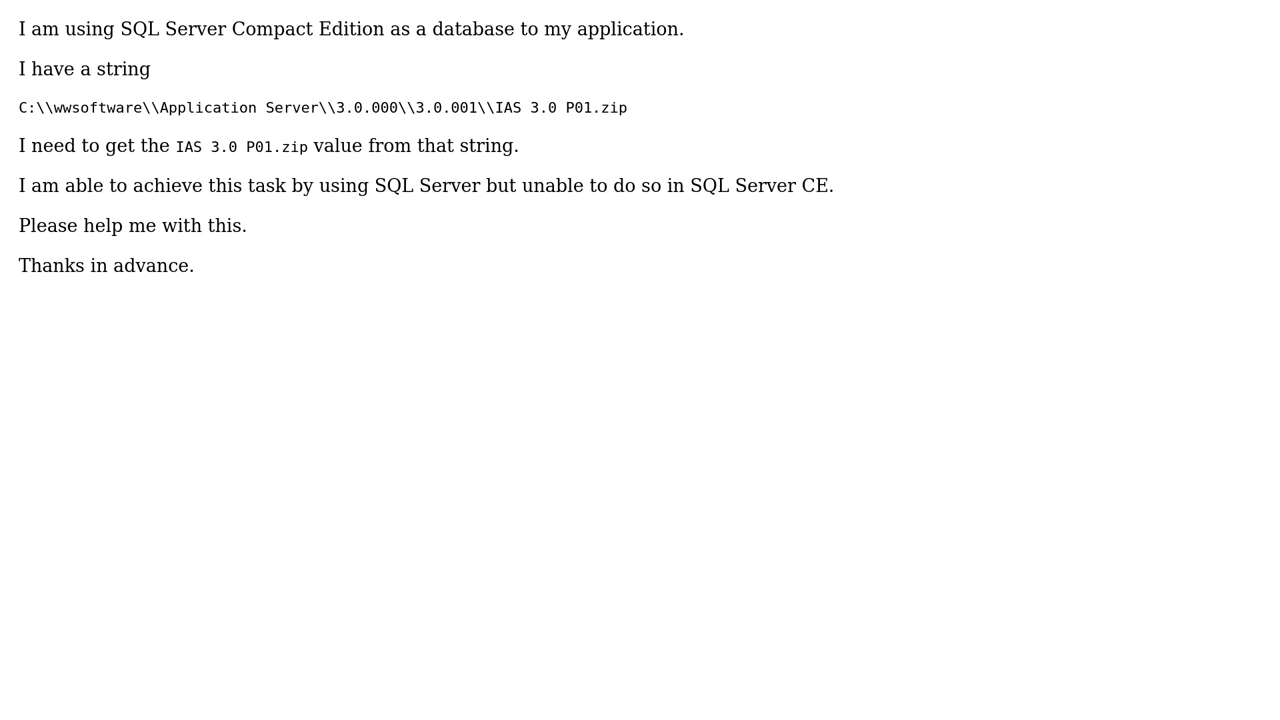 I am using SQL Server Compact Edition as a database to my application.
I have a string
C:\\wwsoftware\\Application Server\\3.0.000\\3.0.001\\IAS 3.0 P01.zip
I need to get the IAS 3.0 P01.zip value from that string.
I am able to achieve this task by using SQL Server but unable to do so in SQL Server CE.
Please help me with this.
Thanks in advance.